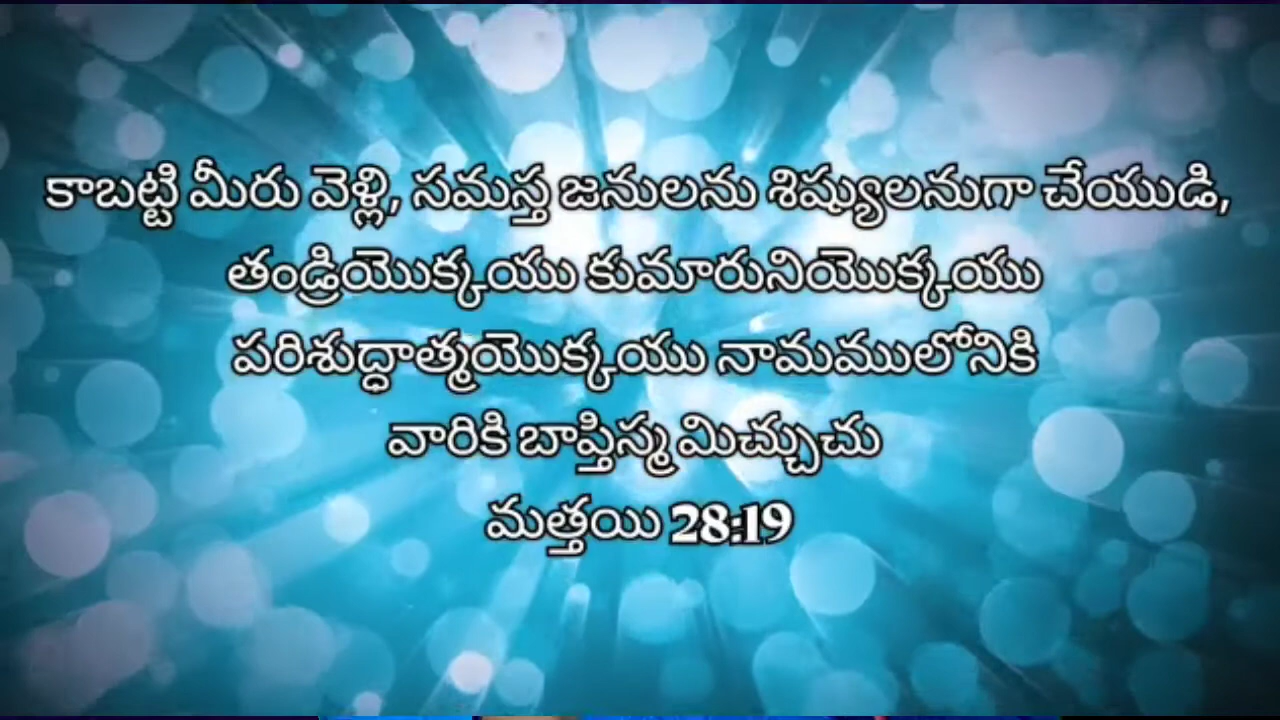 కాబట్టి మీరు వెళ్లి, సమస్త జనులను శిష్యులనుగా చేయుడి,
తండ్రియొక్కయు కుమారునియొక్కయు
పరిశుద్ధాత్మయొక్కయు నామములోనికి
వారికి బాప్తిస్మ మిచ్చుచు
మత్తయి 28:19